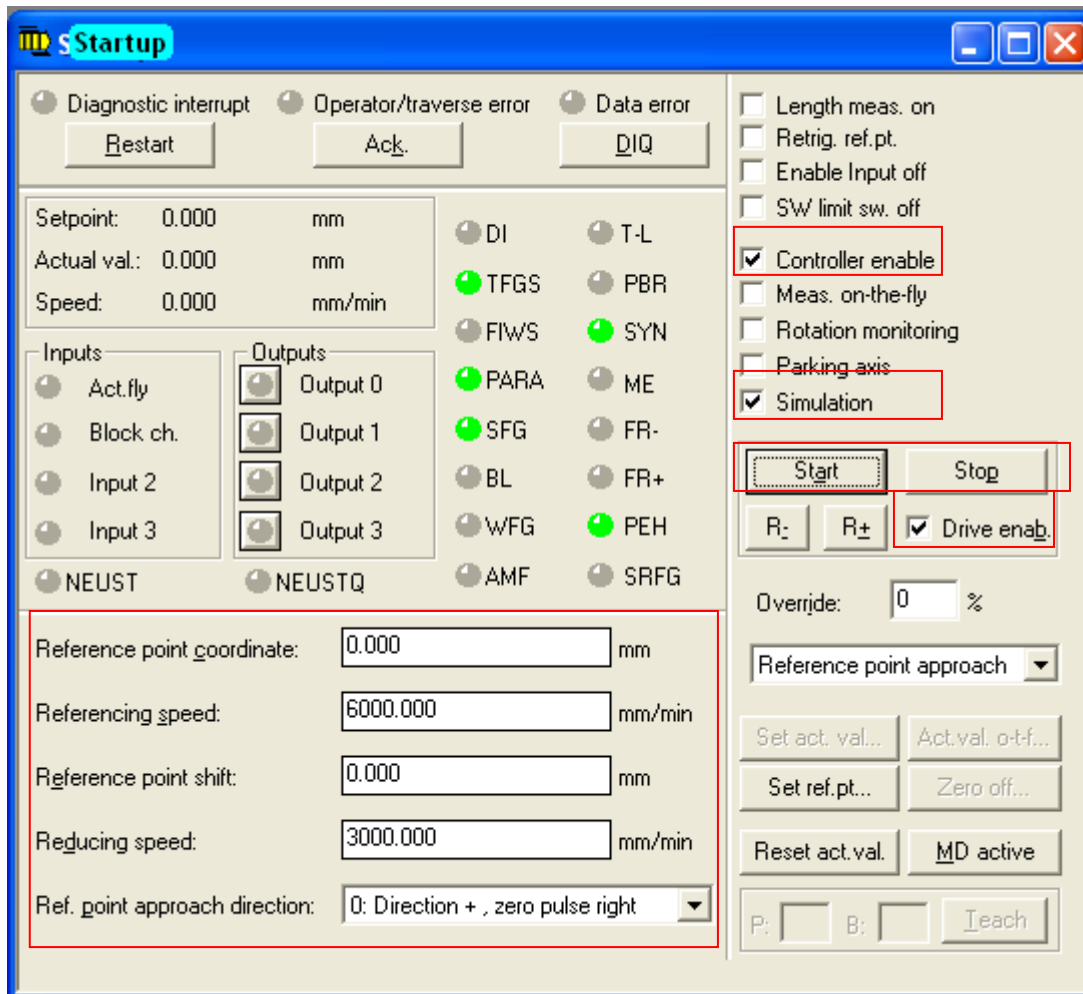 S Startup
Diagnostic interrupt Operator/traverse error Data error
Restart Ack. DIQ
Setpoint: 0.000 mm
Actual val.: 0.000 mm
Speed: 0.000 mm/min
DI T-L
TFGS PBR
FIWS SYN
PARA ME
SFG FR-
BL FR+
WFG PEH
AMF SRFG
Inputs
Act.fly
Block ch.
Input 2
Input 3
Outputs
Output 0
Output 1
Output 2
Output 3
NEUST NEUSTQ
Reference point coordinate: 0.000 mm
Referencing speed: 6000.000 mm/min
Reference point shift: 0.000 mm
Reducing speed: 3000.000 mm/min
Ref. point approach direction: 0: Direction + , zero pulse right
Length meas. on
Retrig. ref.pt.
Enable Input off
SW limit sw. off
Controller enable
Meas. on-the-fly
Rotation monitoring
Parking axis
Simulation
Start Stop
R- R+ Drive enab.
Override: 0 %
Reference point approach
Set act. val... Act.val. o-t-f...
Set ref.pt... Zero off...
Reset act.val. MD active
P: B: Teach